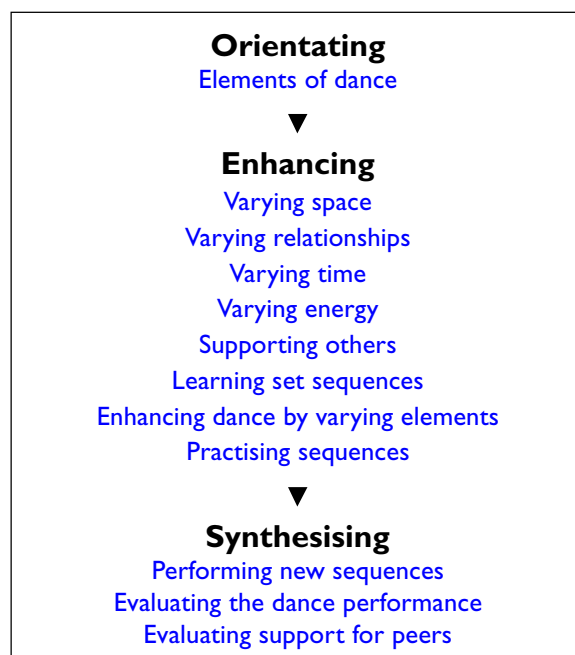 Orientating
Elements of dance
Enhancing
Varying space
Varying relationships
Varying time
Varying energy
Supporting others
Learning set sequences
Enhancing dance by varying elements
Practising sequences
Synthesising
Performing new sequences
Evaluating the dance performance
Evaluating support for peers